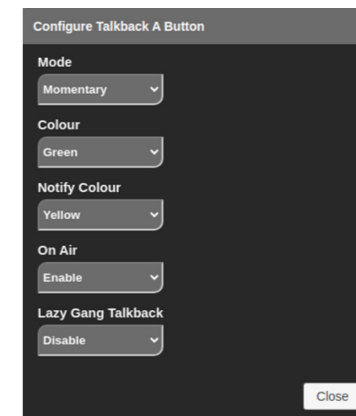 Configure Talkback A Button
Mode
Momentary
Colour
Green
Notify Colour
Yellow
On Air
Enable
Lazy Gang Talkback
Disable
Close